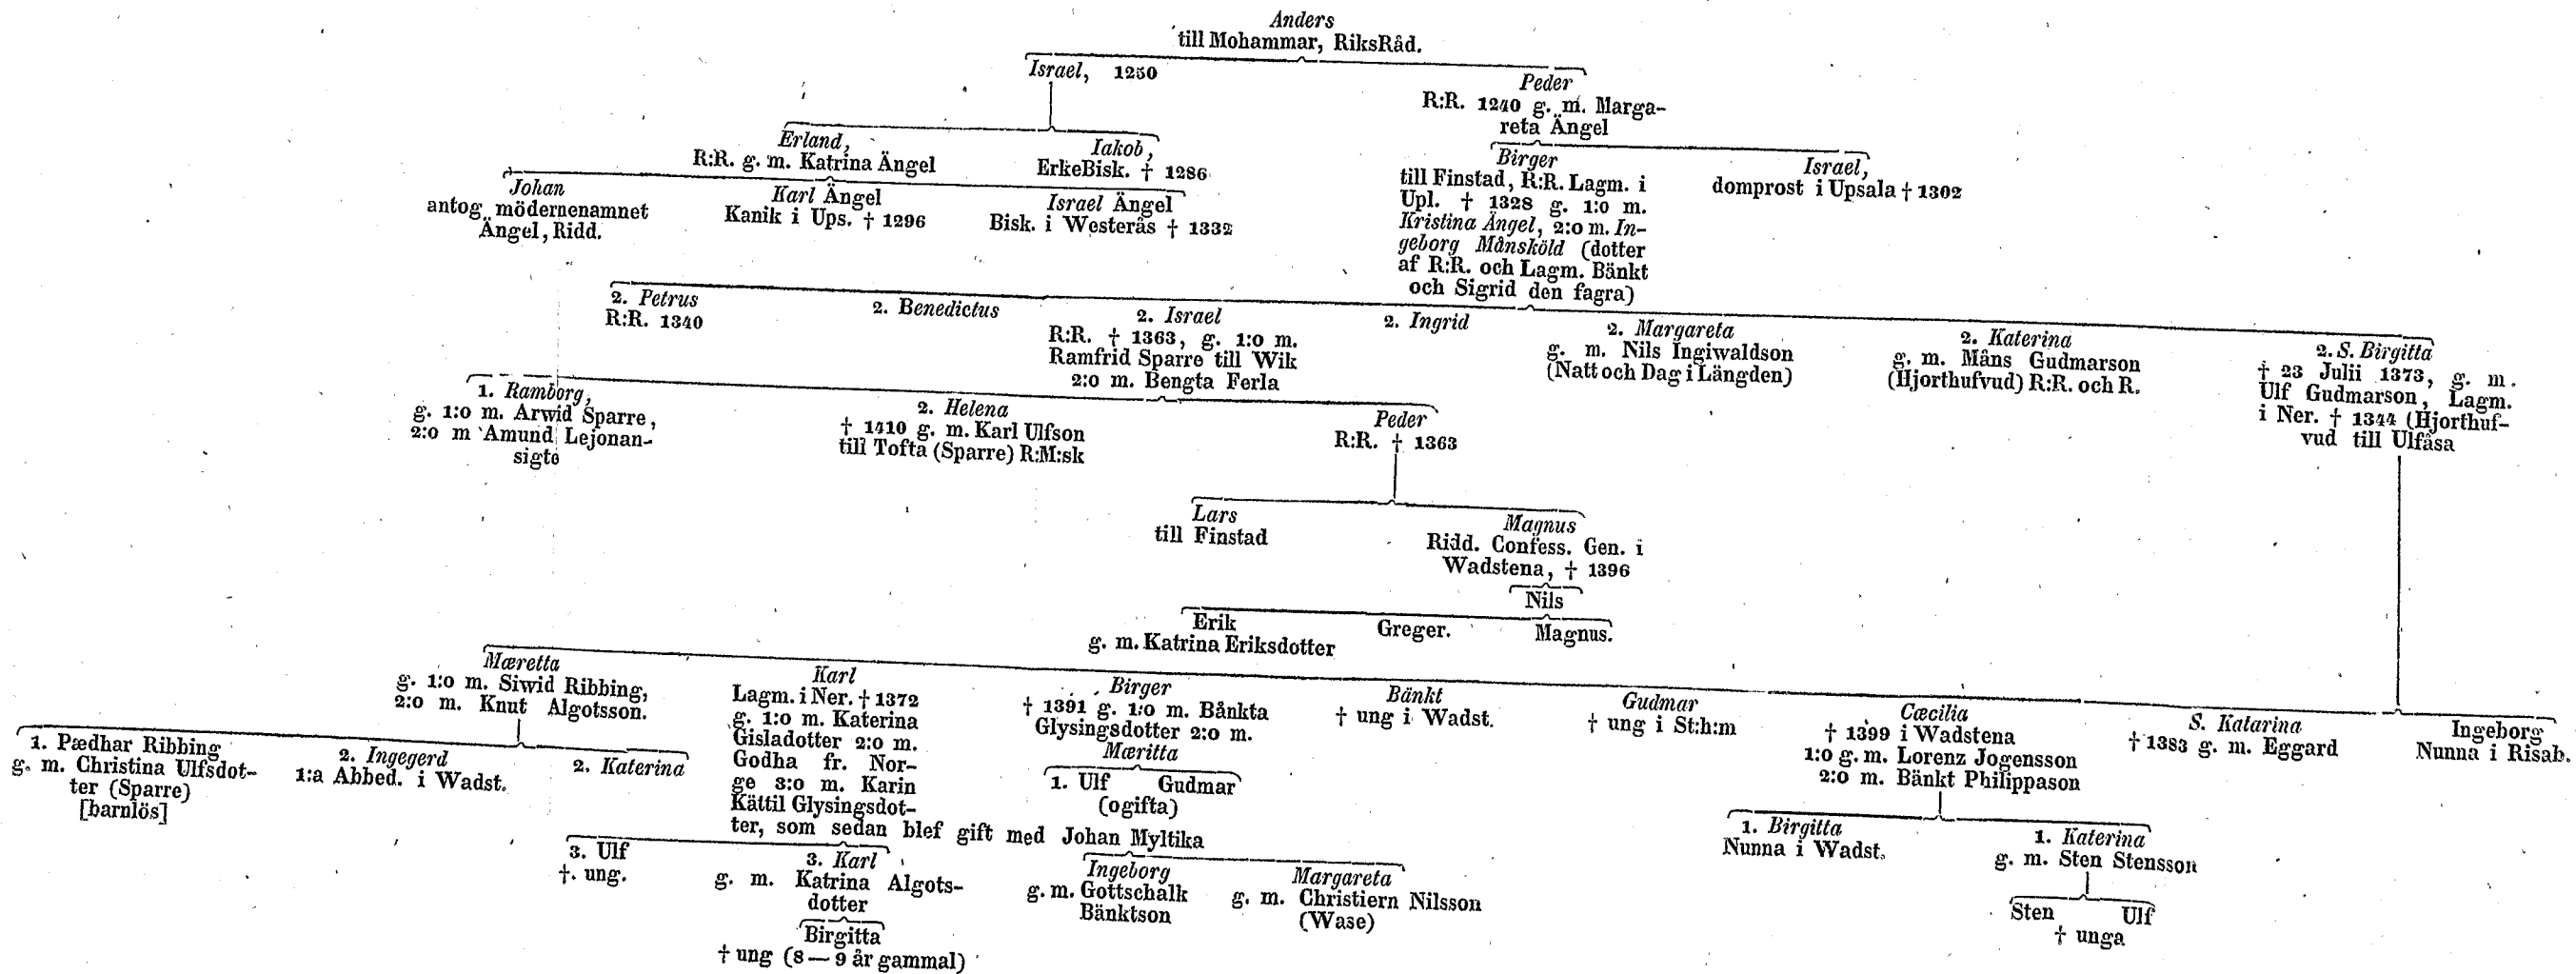 Anders
till Mohammar, RiksRåd.
Israel, 1250
Peder
R:R. 1240 g. m. Marga-
reta Ängel
Erland,
R:R. g. m. Katrina Ängel
Iakob,
ErkeBisk. † 1286
Birger
till Finstad, R:R. Lagm. i
Upl. † 1328 g. 1:o m.
Kristina Ängel, 2:o m. In-
geborg Månsköld (dotter
af R:R. och Lagm. Bänkt
och Sigrid den fagra)
Israel,
domprost i Upsala † 1302
Johan
antog mödernenamnet
Ängel, Ridd.
Karl Ängel
Kanik i Ups. † 1296
Israel Ängel
Bisk. i Westerås † 1332
2. Petrus
R:R. 1340
2. Benedictus
2. Israel
R:R. † 1363, g. 1:o m.
Ramfrid Sparre till Wik
2:o m. Bengta Ferla
2. Ingrid
2. Margareta
g. m. Nils Ingiwaldson
(Natt och Dag i Längden)
2. Katerina
g. m. Måns Gudmarson
(Hjorthufvud) R:R. och R.
2. S. Birgitta
† 23 Julii 1373, g. m.
Ulf Gudmarson, Lagm.
i Ner. † 1344 (Hjorthuf-
vud till Ulfåsa
1. Ramborg,
g. 1:o m. Arwid Sparre,
2:o m Amund Lejonan-
sigte
2. Helena
† 1410 g. m. Karl Ulfson
till Tofta (Sparre) R:M:sk
Peder
R:R. † 1363
Lars
till Finstad
Magnus
Ridd. Confess. Gen. i
Wadstena, † 1396
Nils
Erik
g. m. Katrina Eriksdotter
Greger.
Magnus.
Mæretta
g. 1:o m. Siwid Ribbing,
2:o m. Knut Algotsson.
Karl
Lagm. i Ner. † 1372
g. 1:o m. Katerina
Gisladotter 2:o m.
Godha fr. Nor-
ge 3:o m. Karin
Kättil Glysingsdot-
ter, som sedan blef gift med Johan Myltika
Birger
† 1391 g. 1:o m. Bånkta
Glysingsdotter 2:o m.
Mæritta
Bänkt
† ung i Wadst.
Gudmar
† ung i St:h:m
Cæcilia
† 1399 i Wadstena
1:o g. m. Lorenz Jogensson
2:o m. Bänkt Philippason
S. Katarina
† 1383 g. m. Eggard
Ingeborg
Nunna i Risab.
1. Pædhar Ribbing
g. m. Christina Ulfsdot-
ter (Sparre)
[barnlös]
2. Ingegerd
1:a Abbed. i Wadst.
2. Katerina
1. Ulf Gudmar
(ogifta)
1. Birgitta
Nunna i Wadst.
1. Katerina
g. m. Sten Stensson
3. Ulf
†. ung.
3. Karl
g. m. Katrina Algots-
dotter
Ingeborg
g. m. Gottschalk
Bänktson
Margareta
g. m. Christiern Nilsson
(Wase)
Sten Ulf
† unga
Birgitta
† ung (8—9 år gammal)